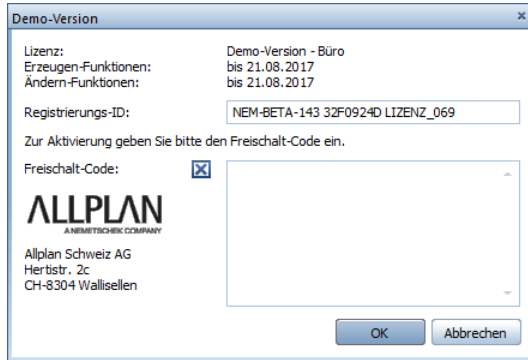 Demo-Version
Lizenz: Demo-Version - Büro
Erzeugen-Funktionen: bis 21.08.2017
Ändern-Funktionen: bis 21.08.2017
Registrierungs-ID: NEM-BETA-143 32F0924D LIZENZ_069
Zur Aktivierung geben Sie bitte den Freischalt-Code ein.
Freischalt-Code:
ALLPLAN
A NEMETSCHEK COMPANY
Allplan Schweiz AG
Hertistr. 2c
CH-8304 Wallisellen
OK Abbrechen